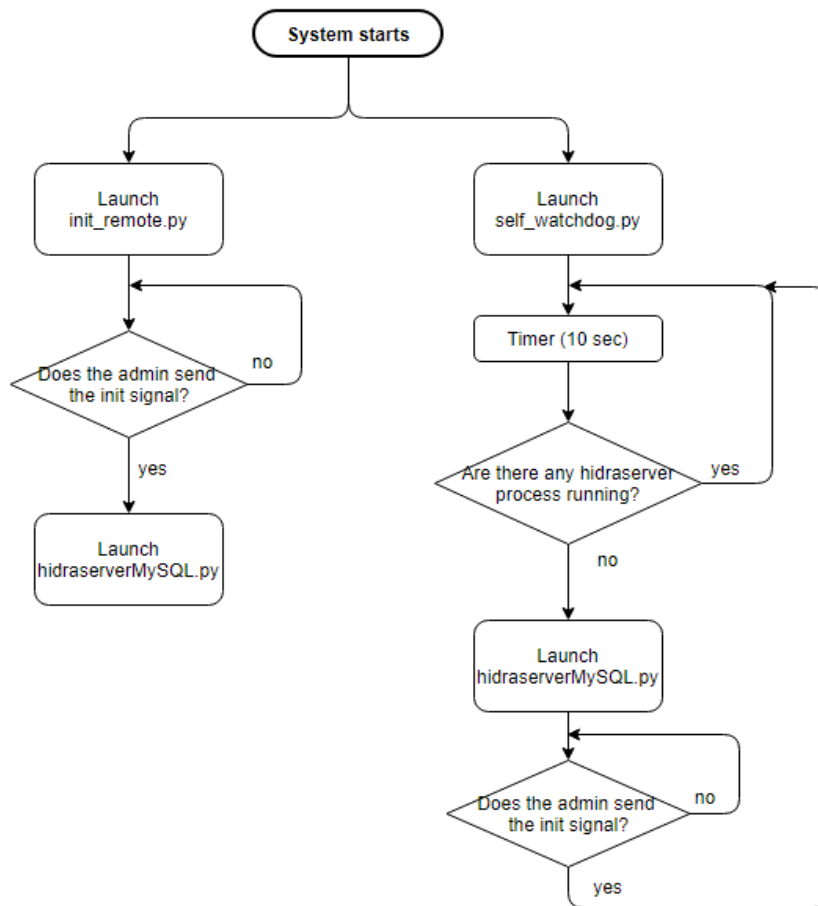 System starts
Launch
init_remote.py
Does the admin send
the init signal?
no
yes
Launch
hidraserverMySQL.py
Launch
self_watchdog.py
Timer (10 sec)
Are there any hidraserver
process running?
yes
no
Launch
hidraserverMySQL.py
Does the admin send
the init signal?
no
yes